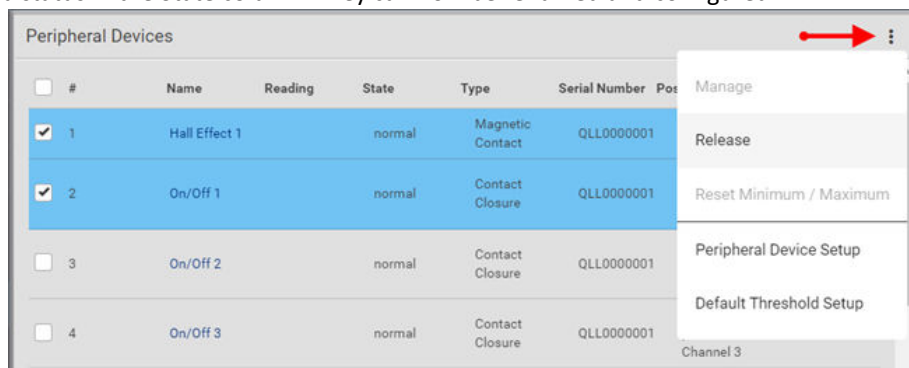 Peripheral Devices
# Name Reading State Type Serial Number Pos
1 Hall Effect 1 normal Magnetic Contact QLL0000001
2 On/Off 1 normal Contact Closure QLL0000001
3 On/Off 2 normal Contact Closure QLL0000001
4 On/Off 3 normal Contact Closure QLL0000001
Channel 3
Manage
Release
Reset Minimum / Maximum
Peripheral Device Setup
Default Threshold Setup